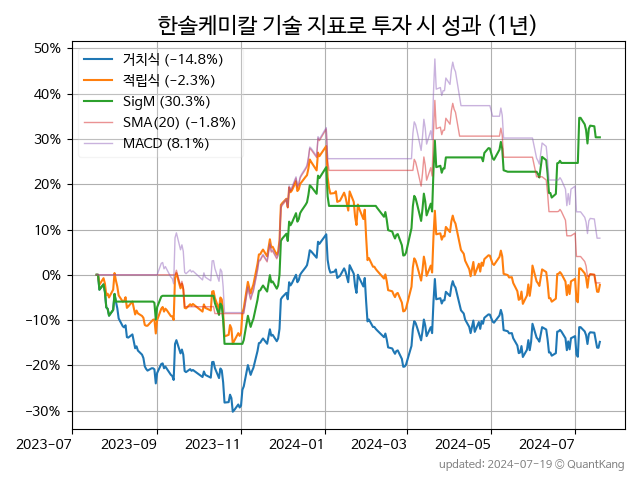 한솔케미칼 기술 지표로 투자 시 성과 (1년)
50%
40%
30%
20%
10%
0%
−10%
−20%
−30%
거치식 (−14.8%)
적립식 (−2.3%)
SigM (30.3%)
SMA(20) (−1.8%)
MACD (8.1%)
2023-07 2023-09 2023-11 2024-01 2024-03 2024-05 2024-07
updated: 2024-07-19 © QuantKang